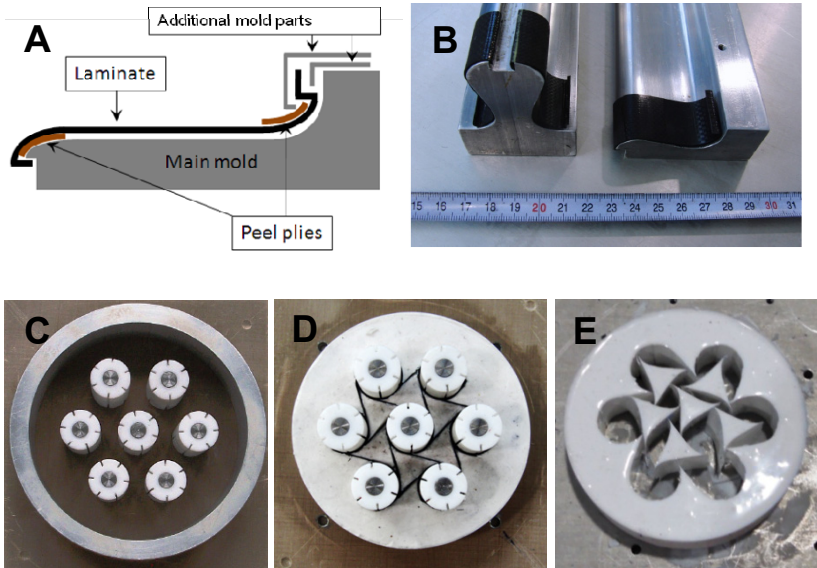 A
Additional mold parts
Laminate
Main mold
Peel plies
B
15 16 17 18 19 20 21 22 23 24 25 26 27 28 29 30 31
C
D
E